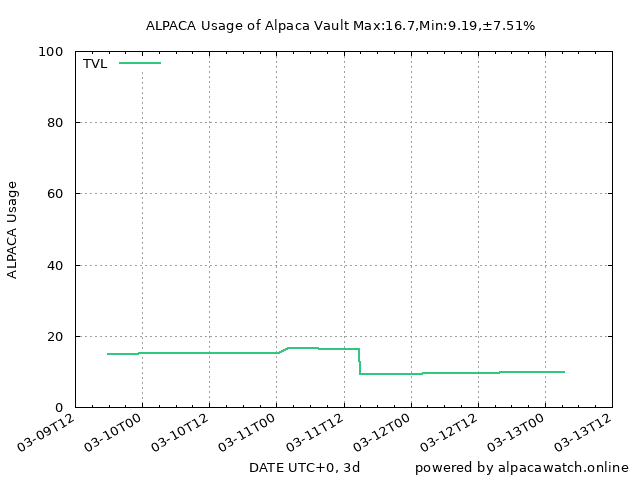 ALPACA Usage of Alpaca Vault Max:16.7,Min:9.19,±7.51%
100
TVL
80
60
ALPACA Usage
40
20
0
03-09T12 03-10T00 03-10T12 03-11T00 03-11T12 03-12T00 03-12T12 03-13T00 03-13T12
DATE UTC+0, 3d powered by alpacawatch.online